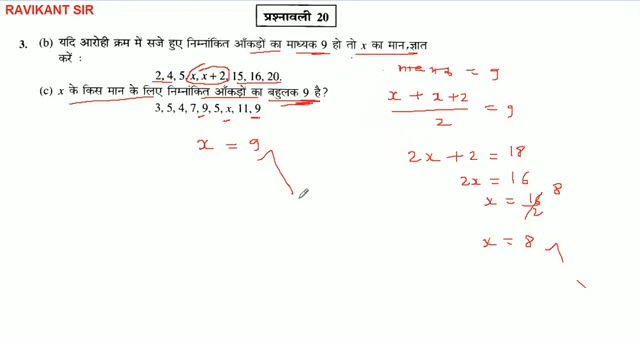 RAVIKANT SIR
प्रश्नावली 20
3. (b) यदि आरोही क्रम में सजे हुए निम्नांकित आँकड़ों का माध्यक 9 हो तो x का मान, ज्ञात
करें :
2, 4, 5, x, x + 2, 15, 16, 20.
(c) x के किस मान के लिए निम्नांकित आँकड़ों का बहुलक 9 है?
3, 5, 4, 7, 9, 5, x, 11, 9
x = 9
माध्यक = 9
x + x + 2 / 2 = 9
2x + 2 = 18
2x = 16
x = 16/2 8
x = 8